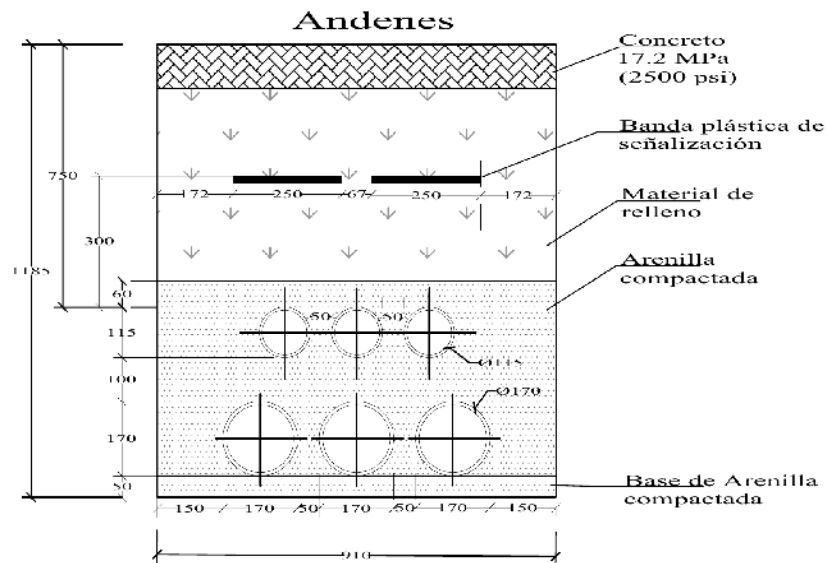 Andenes
Concreto
17.2 MPa
(2500 psi)
Banda plástica de
señalización
750
172
250
67
250
172
Material de
relleno
300
1185
Arenilla
compactada
60
50
50
115
Ø115
100
Ø170
170
50
Base de Arenilla
compactada
150
170
50
170
50
170
150
910